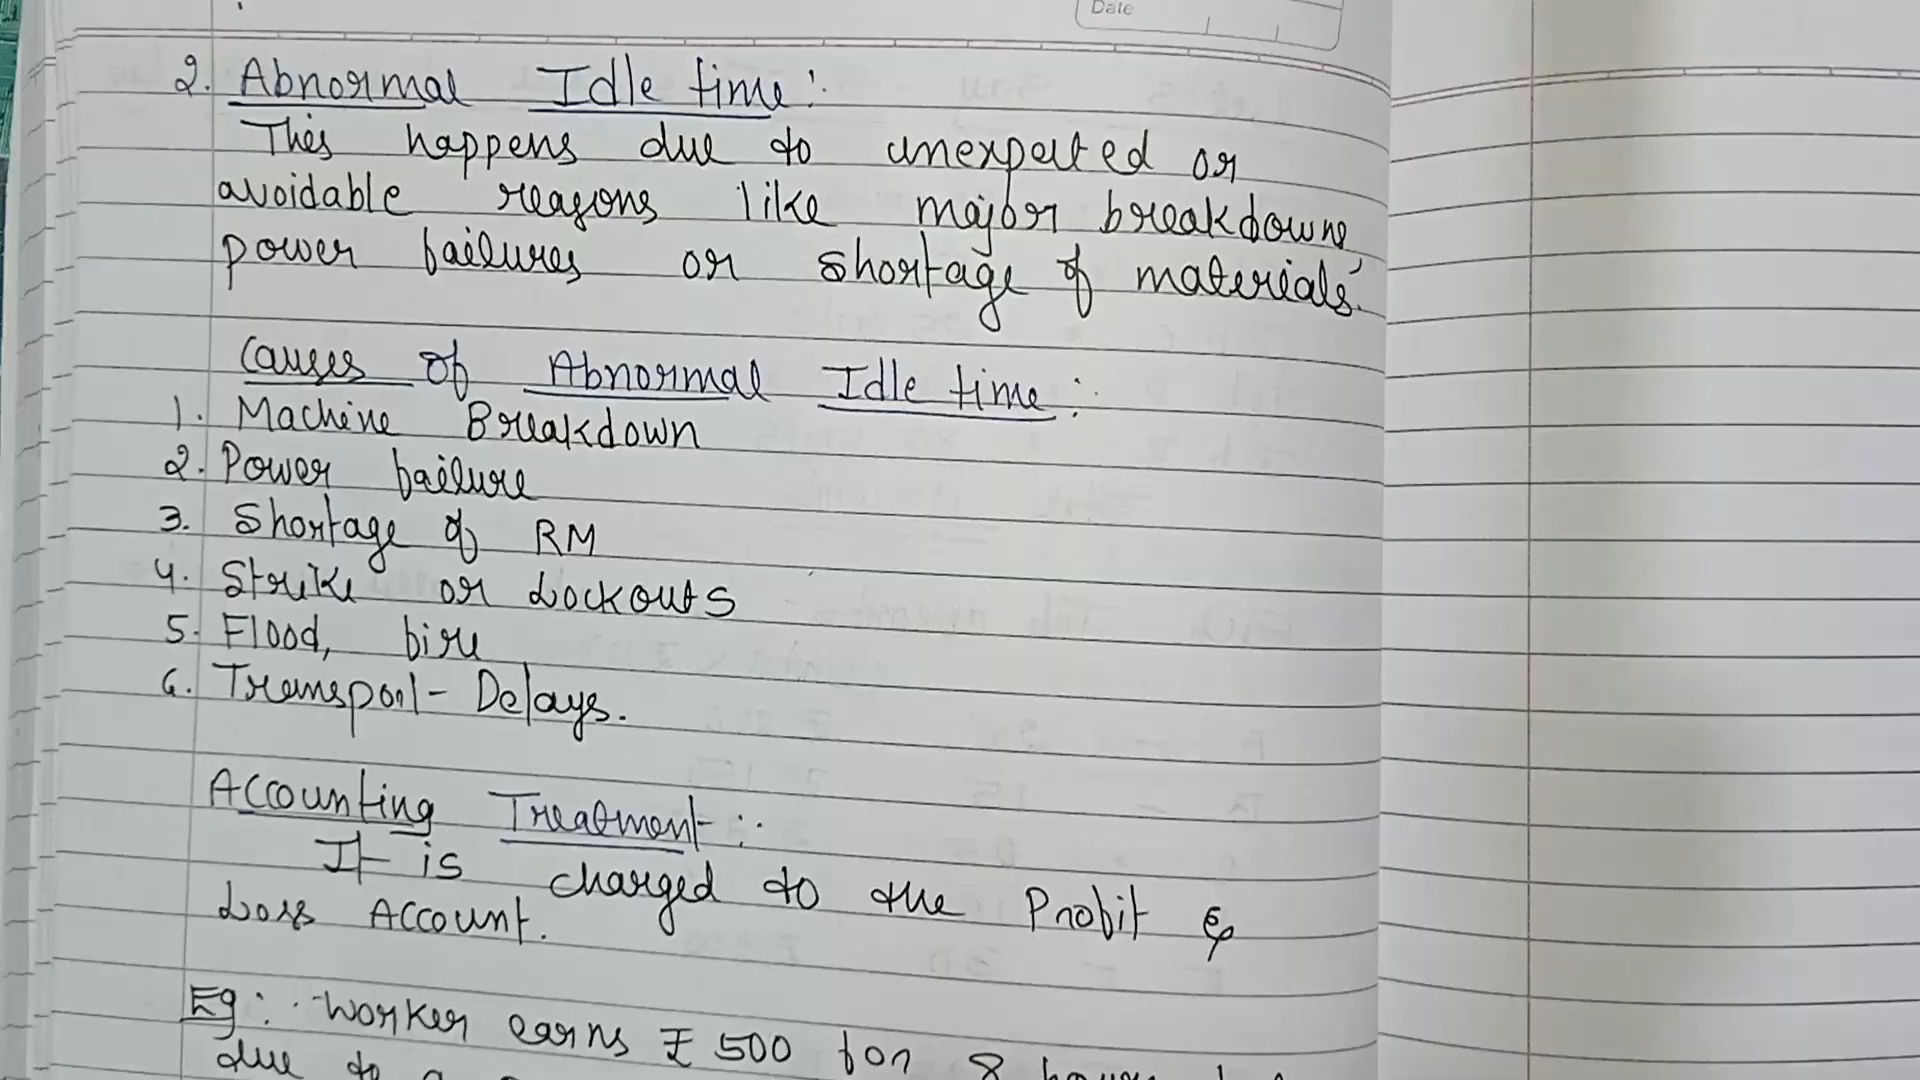 Date
2. Abnormal Idle time:
This happens due to unexpected or
avoidable reasons like major breakdowns,
power failures or shortage of materials.
Causes of Abnormal Idle time:
1. Machine Breakdown
2. Power failure
3. Shortage of RM
4. Strike or Lockouts
5. Flood, fire
6. Transport- Delays.
Accounting Treatment:
It is charged to the Profit &
Loss Account.
Eg: Worker earns ₹ 500 for 8 hours
due to a